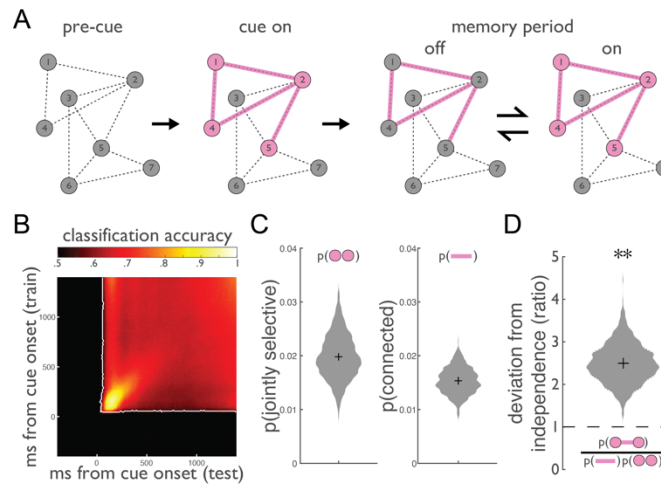 A
pre-cue
cue on
memory period
off
on
1
2
3
4
5
6
7
1
2
3
4
5
6
7
1
2
3
4
5
6
7
1
2
3
4
5
6
7
B
classification accuracy
.5 .6 .7 .8 .9 1
ms from cue onset (train)
1000
500
0
0 500 1000
ms from cue onset (test)
C
p(jointly selective)
0.04
0.03
0.02
0.01
0
p( )
p(connected)
0.04
0.03
0.02
0.01
0
p( )
D
**
deviation from
independence (ratio)
5
4
3
2
1
0
p( )
p( )p( )